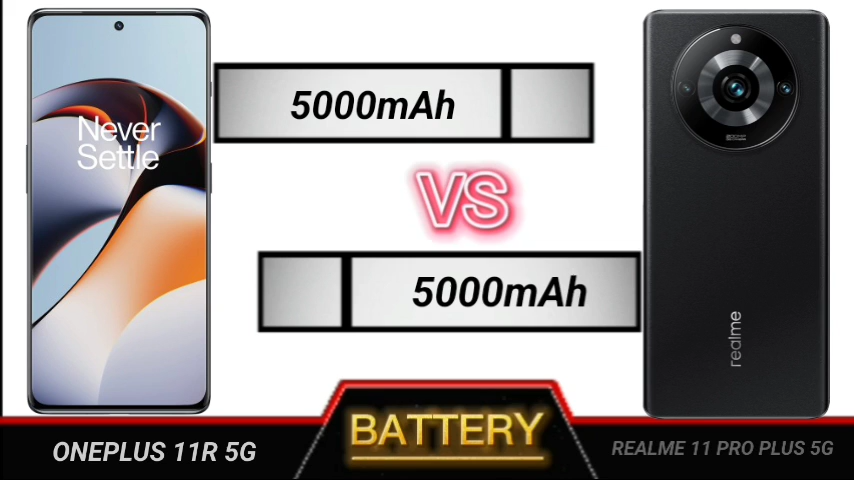 Never
Settle
5000mAh
VS
5000mAh
realme
BATTERY
ONEPLUS 11R 5G
REALME 11 PRO PLUS 5G